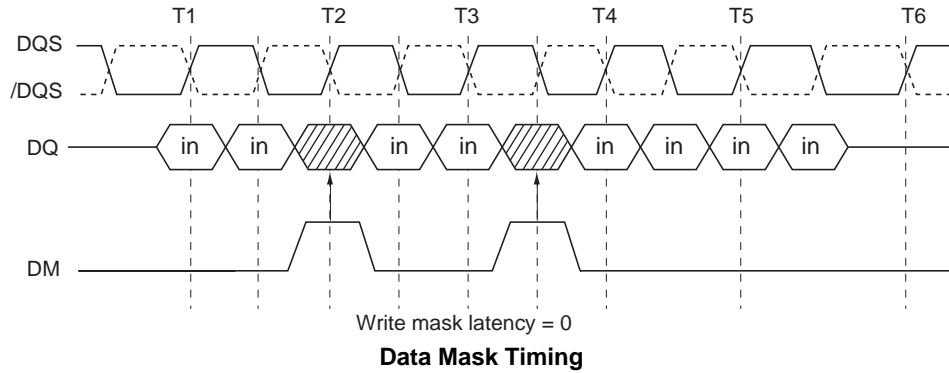 T1 T2 T3 T4 T5 T6
DQS
/DQS
DQ in in in in in in in in
DM
Write mask latency = 0
Data Mask Timing